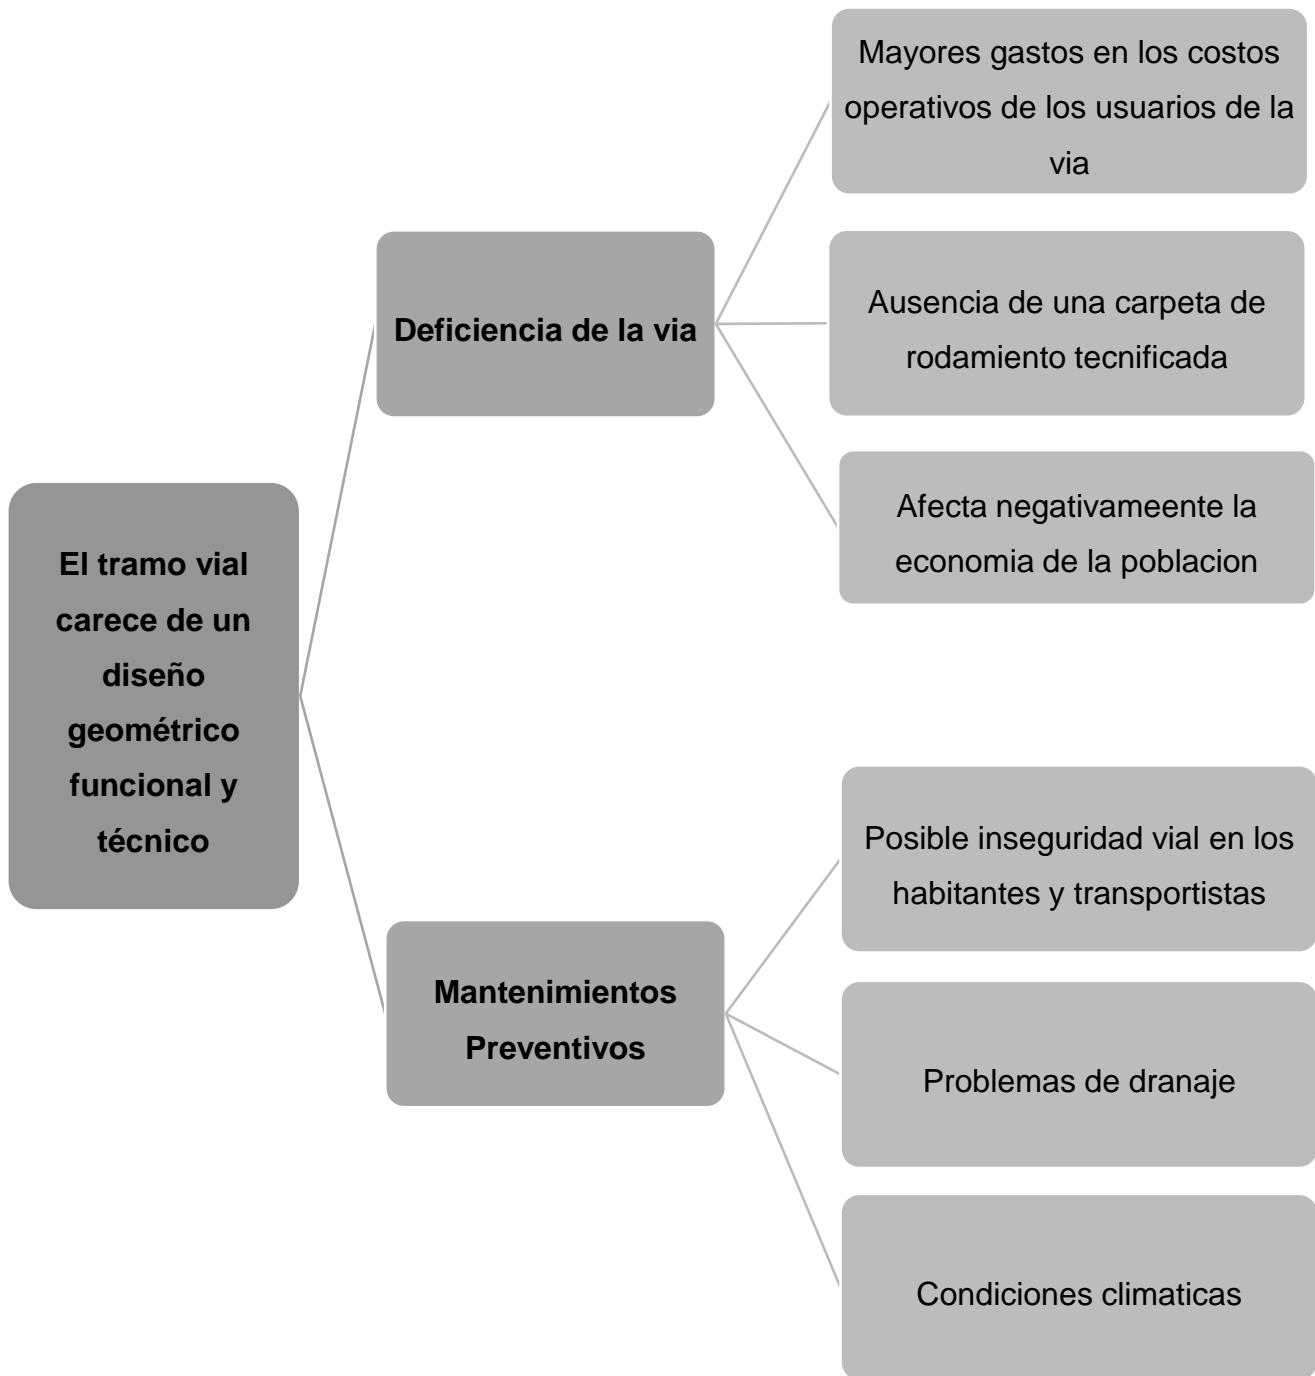 El tramo vial
carece de un
diseño
geométrico
funcional y
técnico
Deficiencia de la via
Mayores gastos en los costos
operativos de los usuarios de la
via
Ausencia de una carpeta de
rodamiento tecnificada
Afecta negativameente la
economia de la poblacion
Mantenimientos
Preventivos
Posible inseguridad vial en los
habitantes y transportistas
Problemas de dranaje
Condiciones climaticas